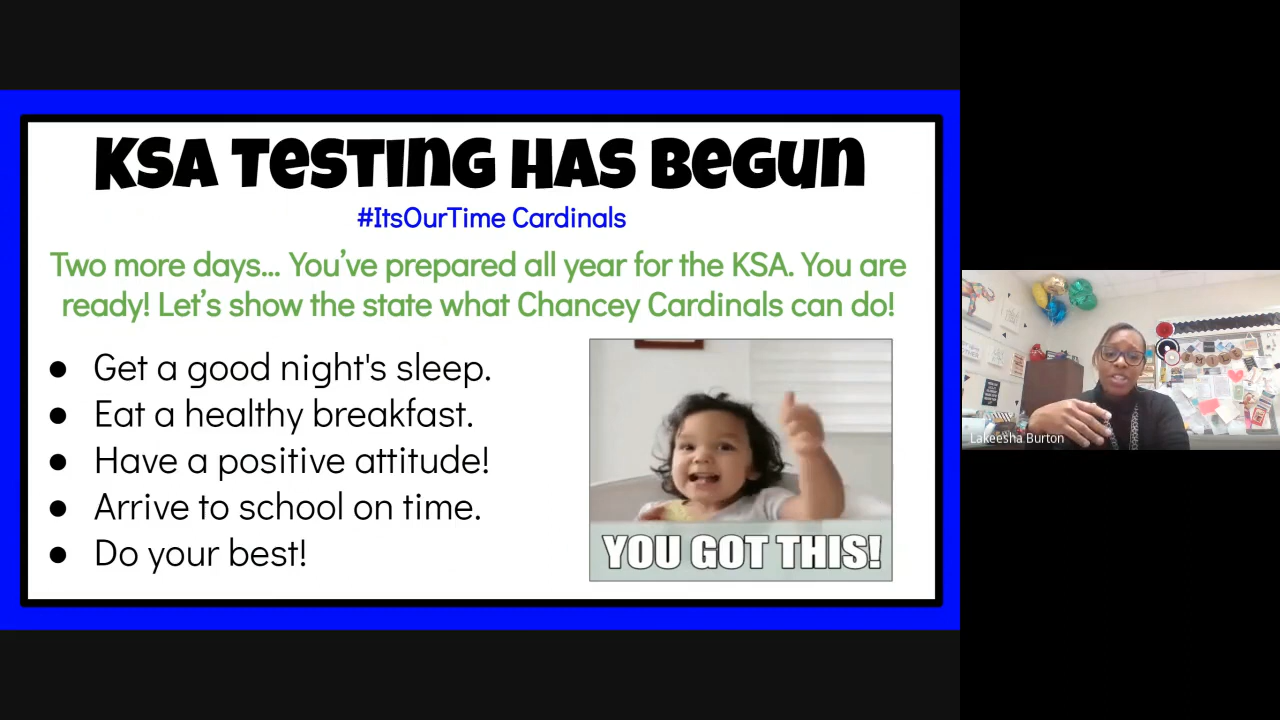 KSA Testing Has Begun
#ItsOurTime Cardinals
Two more days... You’ve prepared all year for the KSA. You are
ready! Let’s show the state what Chancey Cardinals can do!
● Get a good night's sleep.
● Eat a healthy breakfast.
● Have a positive attitude!
● Arrive to school on time.
● Do your best!
YOU GOT THIS!
Lakeesha Burton